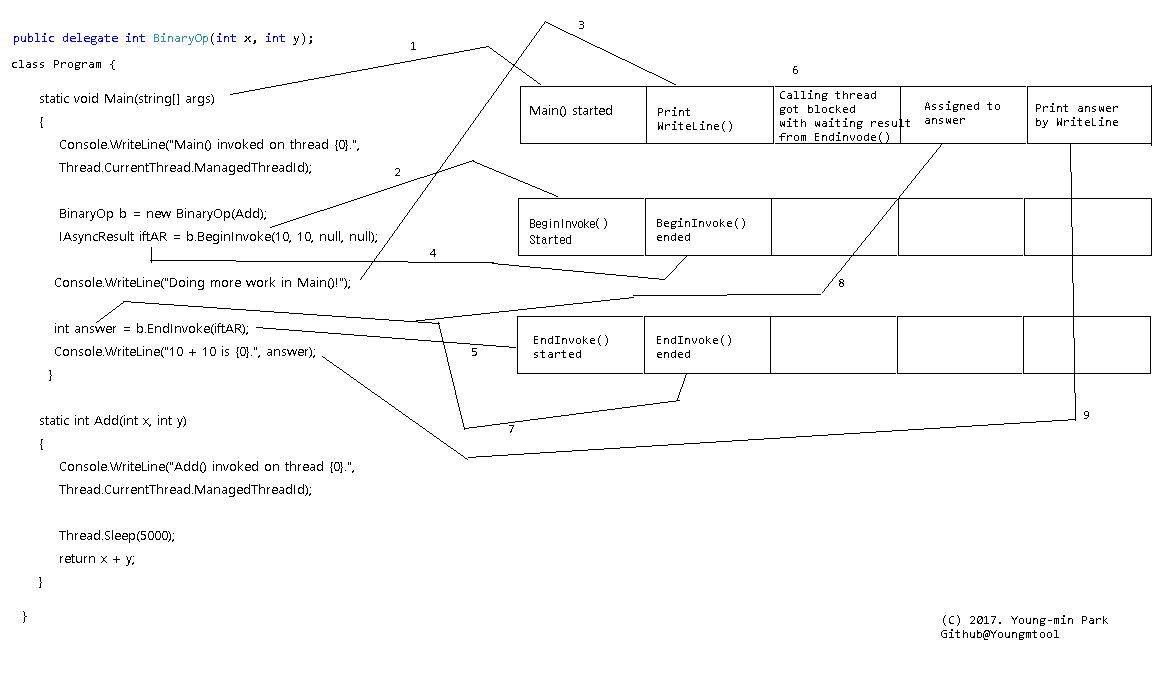 public delegate int BinaryOp(int x, int y);
class Program {
static void Main(string[] args)
{
Console.WriteLine("Main() invoked on thread {0}.",
Thread.CurrentThread.ManagedThreadId);
BinaryOp b = new BinaryOp(Add);
IAsyncResult iftAR = b.BeginInvoke(10, 10, null, null);
Console.WriteLine("Doing more work in Main()!");
int answer = b.EndInvoke(iftAR);
Console.WriteLine("10 + 10 is {0}.", answer);
}
static int Add(int x, int y)
{
Console.WriteLine("Add() invoked on thread {0}.",
Thread.CurrentThread.ManagedThreadId);
Thread.Sleep(5000);
return x + y;
}
}
1
2
3
4
5
6
7
8
9
Main() started
Print
WriteLine()
Calling thread
got blocked
with waiting result
from Endinvode()
Assigned to
answer
Print answer
by WriteLine
BeginInvoke()
Started
BeginInvoke()
ended
EndInvoke()
started
EndInvoke()
ended
(C) 2017. Young-min Park
Github@Youngmtool